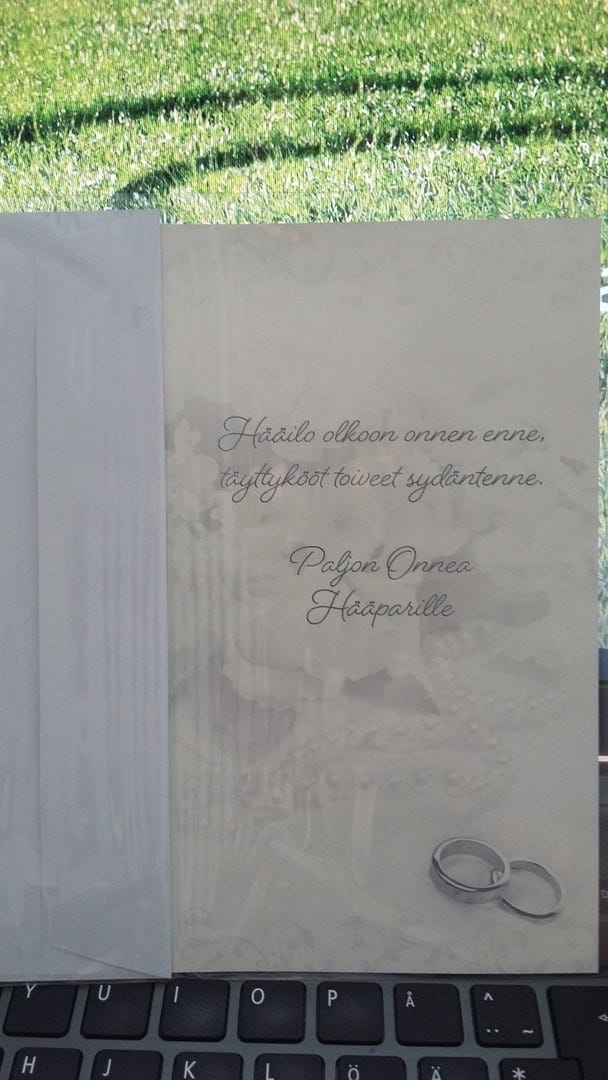 Hääilo olkoon onnen enne,
täyttykööt toiveet sydäntenne.
Paljon Onnea
Hääparille
Y U I O P Å ^ ¨ ~
H J K L Ö Ä *